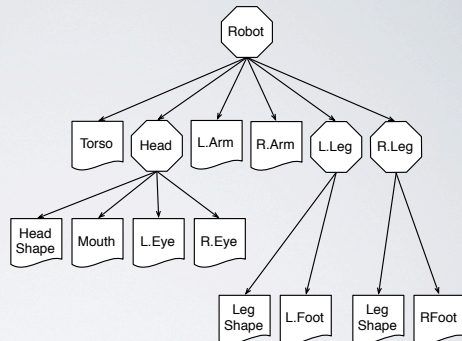 Robot
Torso
Head
L.Arm
R.Arm
L.Leg
R.Leg
Head
Shape
Mouth
L.Eye
R.Eye
Leg
Shape
L.Foot
Leg
Shape
RFoot